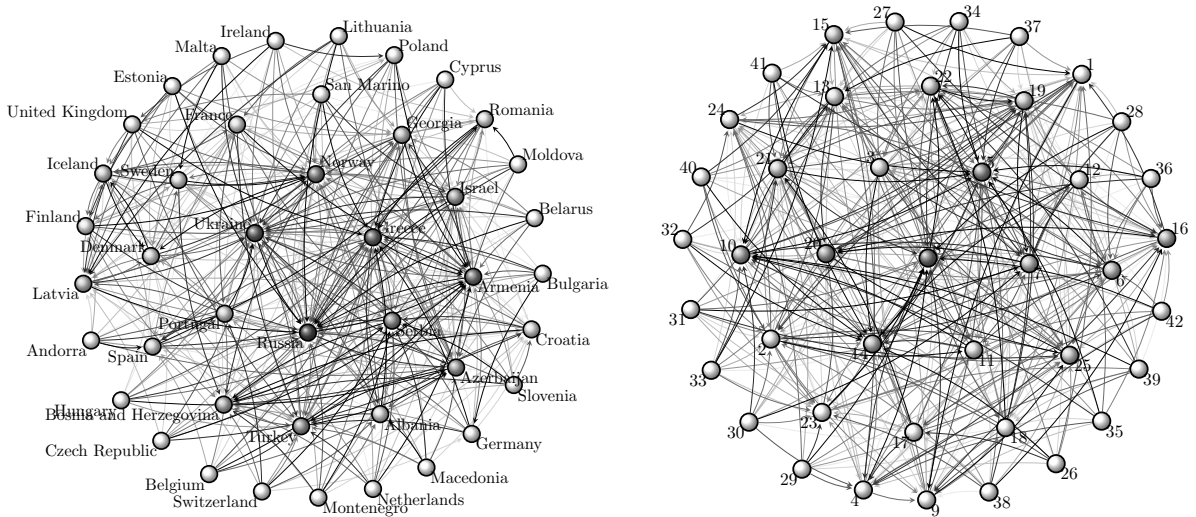 Ireland
Lithuania
Malta
Poland
Estonia
San Marino
Cyprus
United Kingdom
France
Georgia
Romania
Iceland
Sweden
Norway
Moldova
Israel
Finland
Ukraine
Greece
Belarus
Denmark
Latvia
Armenia
Bulgaria
Portugal
Serbia
Andorra
Spain
Russia
Croatia
Azerbaijan
Slovenia
Hungary
Bosnia and Herzegovina
Turkey
Albania
Germany
Czech Republic
Belgium
Switzerland
Montenegro
Netherlands
Macedonia
15
27
34
37
41
13
22
19
1
24
28
40
21
3
5
12
36
32
10
20
16
6
31
2
14
11
25
42
33
39
30
23
17
18
35
29
4
9
38
26